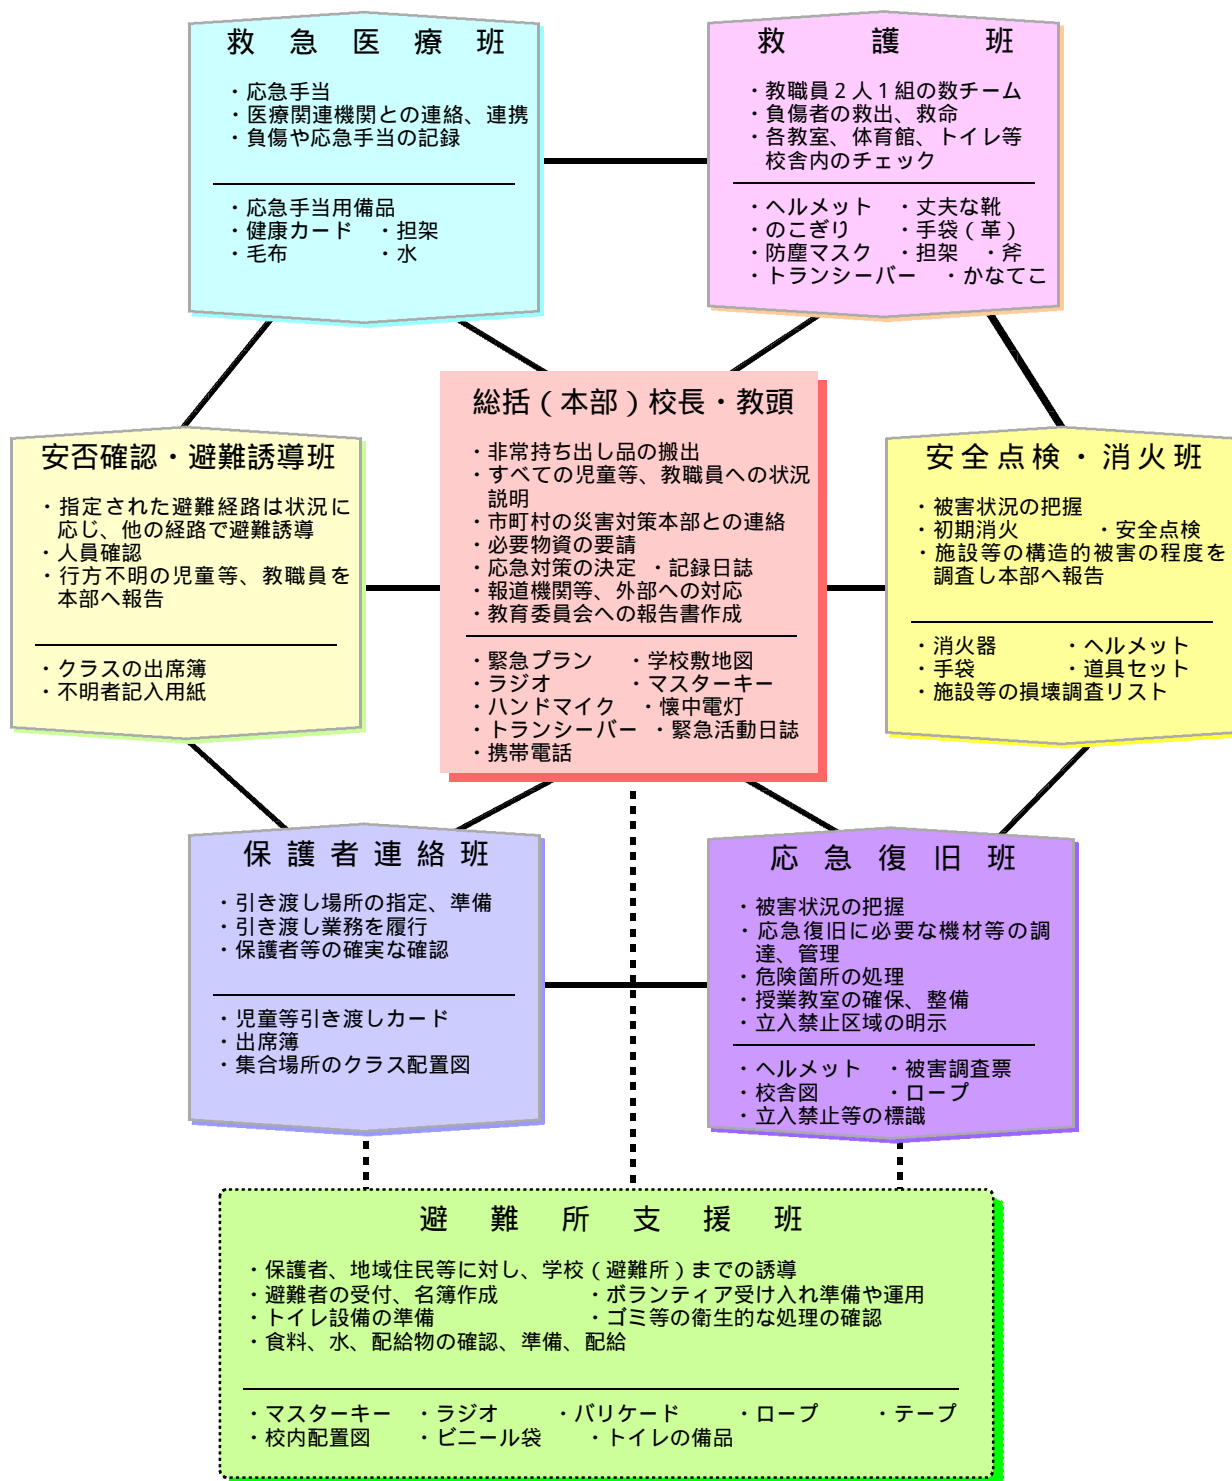 救急医療班
・応急手当
・医療関連機関との連絡、連携
・負傷や応急手当の記録
・応急手当用備品
・健康カード ・担架
・毛布 ・水
救護班
・教職員２人１組の数チーム
・負傷者の救出、救命
・各教室、体育館、トイレ等
校舎内のチェック
・ヘルメット ・丈夫な靴
・のこぎり ・手袋（革）
・防塵マスク ・担架 ・斧
・トランシーバー ・かなてこ
総括（本部）校長・教頭
・非常持ち出し品の搬出
・すべての児童等、教職員への状況
説明
・市町村の災害対策本部との連絡
・必要物資の要請
・応急対策の決定 ・記録日誌
・報道機関等、外部への対応
・教育委員会への報告書作成
・緊急プラン ・学校敷地図
・ラジオ ・マスターキー
・ハンドマイク ・懐中電灯
・トランシーバー ・緊急活動日誌
・携帯電話
安否確認・避難誘導班
・指定された避難経路は状況に
応じ、他の経路で避難誘導
・人員確認
・行方不明の児童等、教職員を
本部へ報告
・クラスの出席簿
・不明者記入用紙
安全点検・消火班
・被害状況の把握
・初期消火 ・安全点検
・施設等の構造的被害の程度を
調査し本部へ報告
・消火器 ・ヘルメット
・手袋 ・道具セット
・施設等の損壊調査リスト
保護者連絡班
・引き渡し場所の指定、準備
・引き渡し業務を履行
・保護者等の確実な確認
・児童等引き渡しカード
・出席簿
・集合場所のクラス配置図
応急復旧班
・被害状況の把握
・応急復旧に必要な機材等の調
達、管理
・危険箇所の処理
・授業教室の確保、整備
・立入禁止区域の明示
・ヘルメット ・被害調査票
・校舎図 ・ロープ
・立入禁止等の標識
避難所支援班
・保護者、地域住民等に対し、学校（避難所）までの誘導
・避難者の受付、名簿作成 ・ボランティア受け入れ準備や運用
・トイレ設備の準備 ・ゴミ等の衛生的な処理の確認
・食料、水、配給物の確認、準備、配給
・マスターキー ・ラジオ ・バリケード ・ロープ ・テープ
・校内配置図 ・ビニール袋 ・トイレの備品